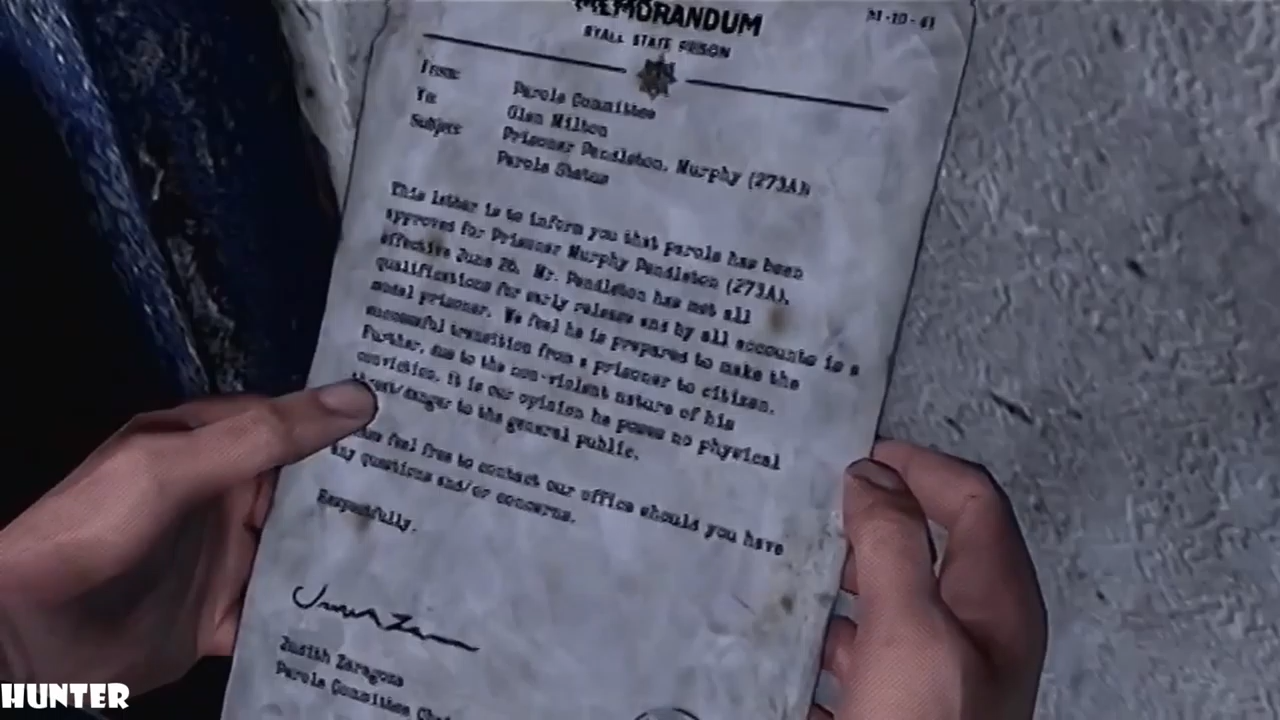 MEMORANDUM
RYALL STATE PRISON
From: Parole Committee
To: Glen Milton
Subject: Prisoner Pendleton, Murphy (273A)
Parole Status
This letter is to inform you that parole has been
approved for Prisoner Murphy Pendleton (273A),
effective June 26. Mr. Pendleton has met all
qualifications for early release and by all accounts is a
model prisoner. We feel he is prepared to make the
successful transition from a prisoner to citizen.
Further, due to the non-violent nature of his
conviction, it is our opinion he poses no physical
threat/danger to the general public.
feel free to contact our office should you have
any questions and/or concerns.
Respectfully,
Judith Zaragosa
Parole Committee
HUNTER